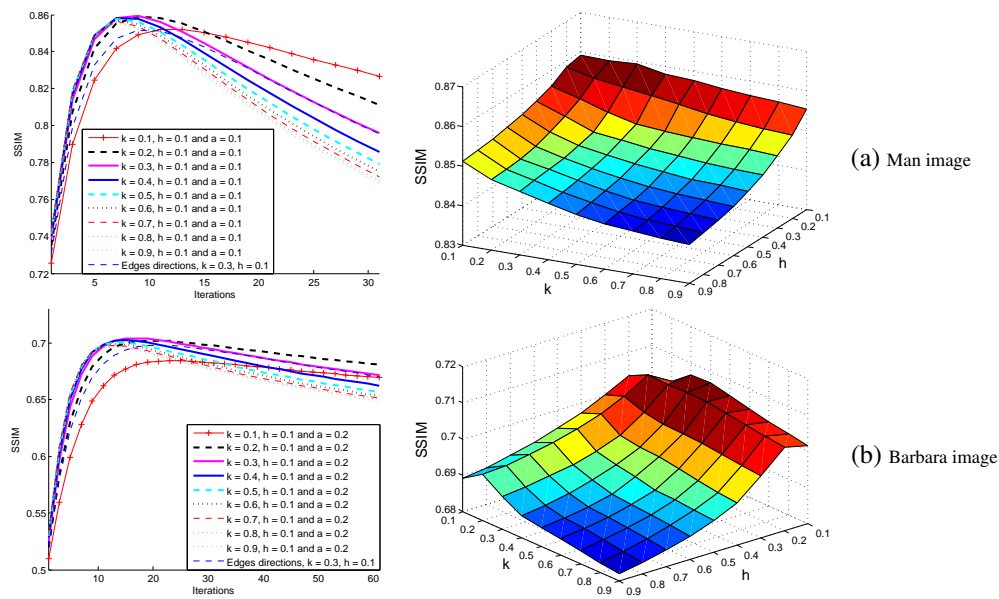 0.86
0.84
0.82
0.8
0.78
0.76
0.74
0.72
SSIM
5
10
15
20
25
30
Iterations
k = 0.1, h = 0.1 and a = 0.1
k = 0.2, h = 0.1 and a = 0.1
k = 0.3, h = 0.1 and a = 0.1
k = 0.4, h = 0.1 and a = 0.1
k = 0.5, h = 0.1 and a = 0.1
k = 0.6, h = 0.1 and a = 0.1
k = 0.7, h = 0.1 and a = 0.1
k = 0.8, h = 0.1 and a = 0.1
k = 0.9, h = 0.1 and a = 0.1
Edges directions, k = 0.3, h = 0.1
0.87
0.86
0.85
0.84
0.83
SSIM
0.1
0.2
0.3
0.4
0.5
0.6
0.7
0.8
0.9
k
0.1
0.2
0.3
0.4
0.5
0.6
0.7
0.8
0.9
h
(a) Man image
0.7
0.65
0.6
0.55
0.5
SSIM
10
20
30
40
50
60
Iterations
k = 0.1, h = 0.1 and a = 0.2
k = 0.2, h = 0.1 and a = 0.2
k = 0.3, h = 0.1 and a = 0.2
k = 0.4, h = 0.1 and a = 0.2
k = 0.5, h = 0.1 and a = 0.2
k = 0.6, h = 0.1 and a = 0.2
k = 0.7, h = 0.1 and a = 0.2
k = 0.8, h = 0.1 and a = 0.2
k = 0.9, h = 0.1 and a = 0.2
Edges directions, k = 0.3, h = 0.1
0.72
0.71
0.7
0.69
0.68
SSIM
0.1
0.2
0.3
0.4
0.5
0.6
0.7
0.8
0.9
k
0.1
0.2
0.3
0.4
0.5
0.6
0.7
0.8
0.9
h
(b) Barbara image